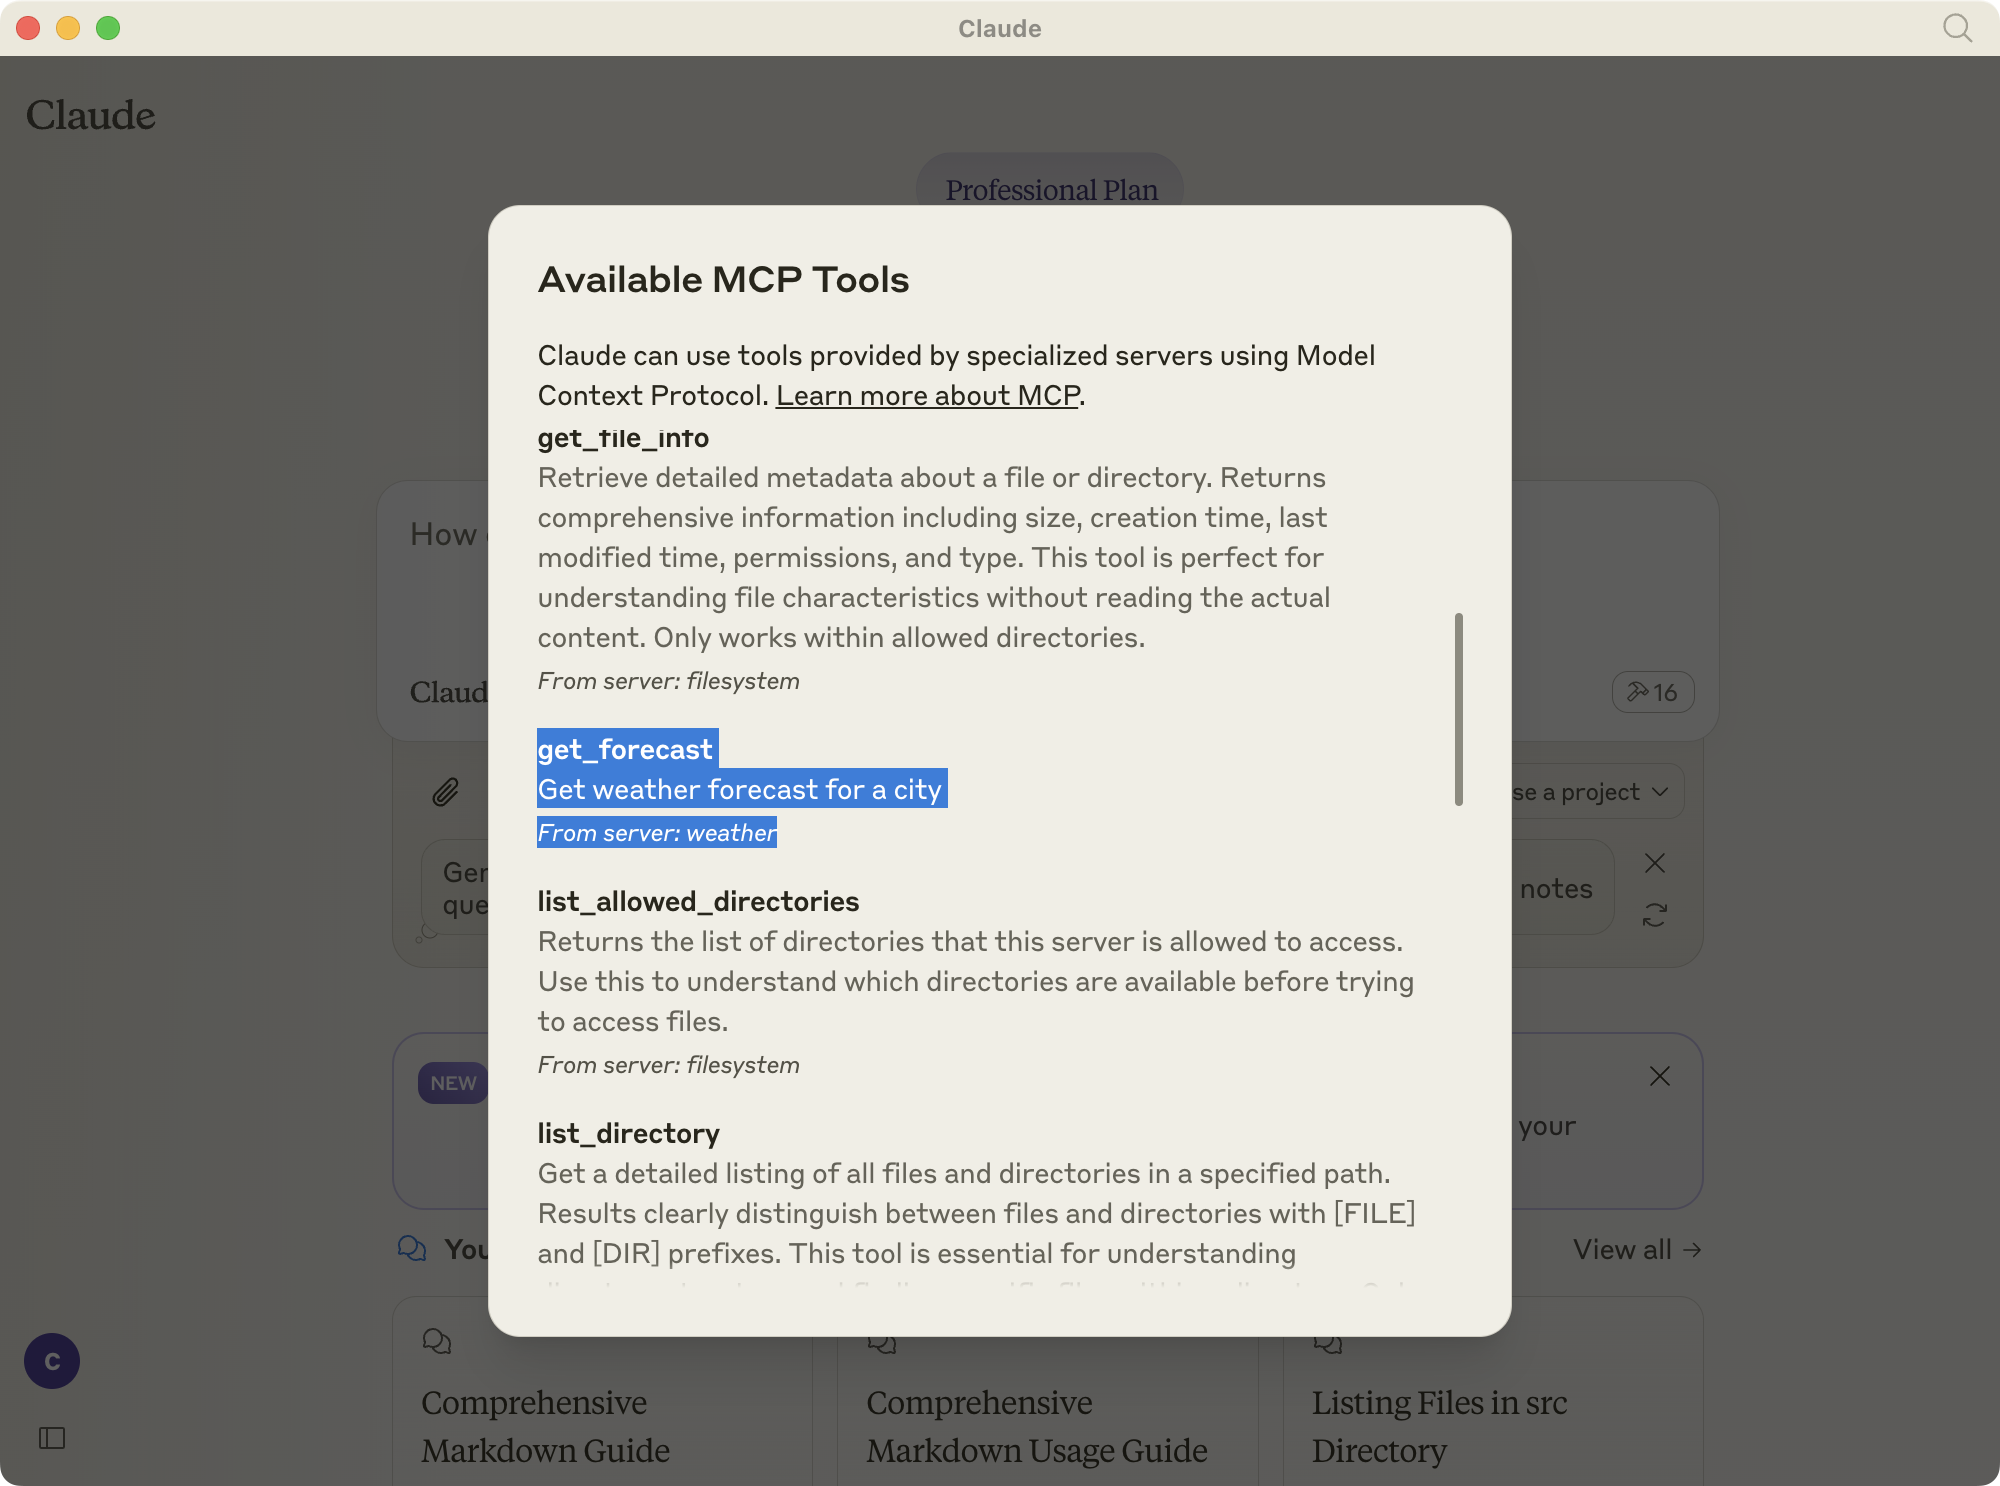 Claude
Claude
Professional Plan
Available MCP Tools
Claude can use tools provided by specialized servers using Model
Context Protocol. Learn more about MCP.
get_file_info
Retrieve detailed metadata about a file or directory. Returns
comprehensive information including size, creation time, last
modified time, permissions, and type. This tool is perfect for
understanding file characteristics without reading the actual
content. Only works within allowed directories.
From server: filesystem
get_forecast
Get weather forecast for a city
From server: weather
list_allowed_directories
Returns the list of directories that this server is allowed to access.
Use this to understand which directories are available before trying
to access files.
From server: filesystem
list_directory
Get a detailed listing of all files and directories in a specified path.
Results clearly distinguish between files and directories with [FILE]
and [DIR] prefixes. This tool is essential for understanding
How
Claud
16
se a project
Gen
que
notes
NEW
your
You
View all →
C
Comprehensive
Markdown Guide
Comprehensive
Markdown Usage Guide
Listing Files in src
Directory